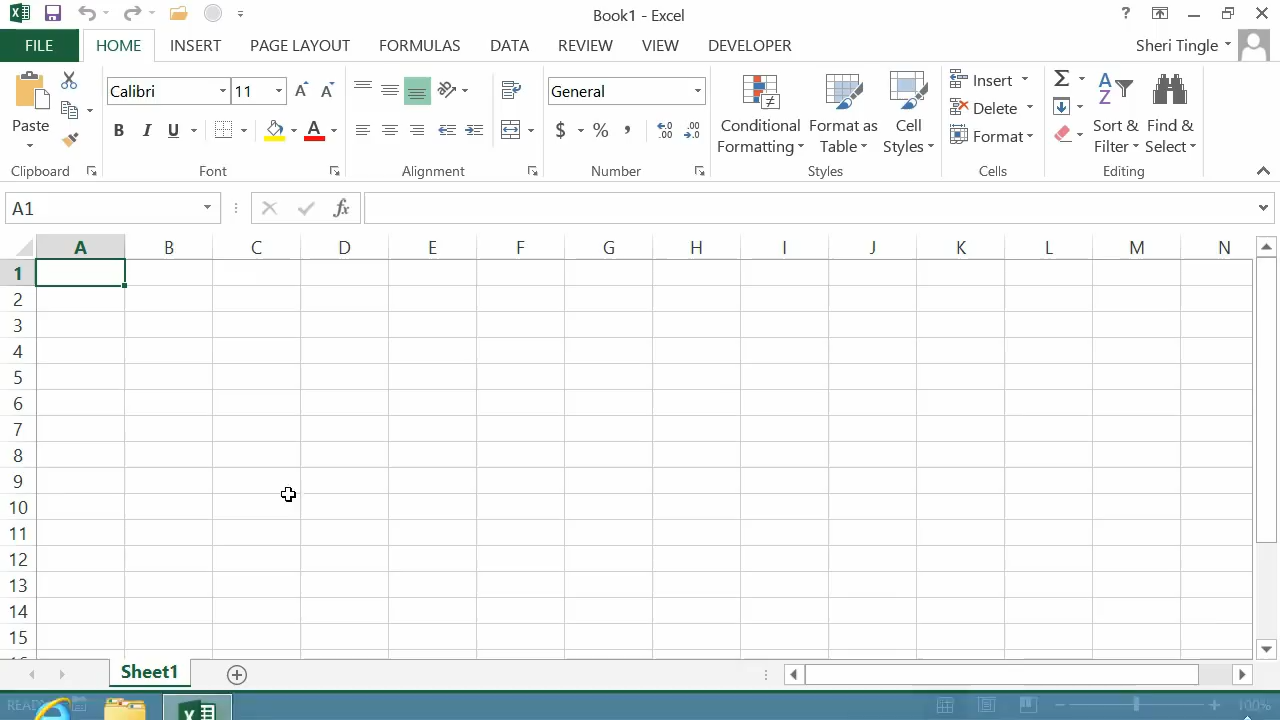 Book1 - Excel
?
FILE HOME INSERT PAGE LAYOUT FORMULAS DATA REVIEW VIEW DEVELOPER Sheri Tingle
Paste
Calibri 11
B I U A
General
$ % ,
Conditional Formatting
Format as Table
Cell Styles
Insert
Delete
Format
Sort & Filter
Find & Select
Clipboard Font Alignment Number Styles Cells Editing
A1 fx
A B C D E F G H I J K L M N
1
2
3
4
5
6
7
8
9
10
11
12
13
14
15
Sheet1
READY 100%